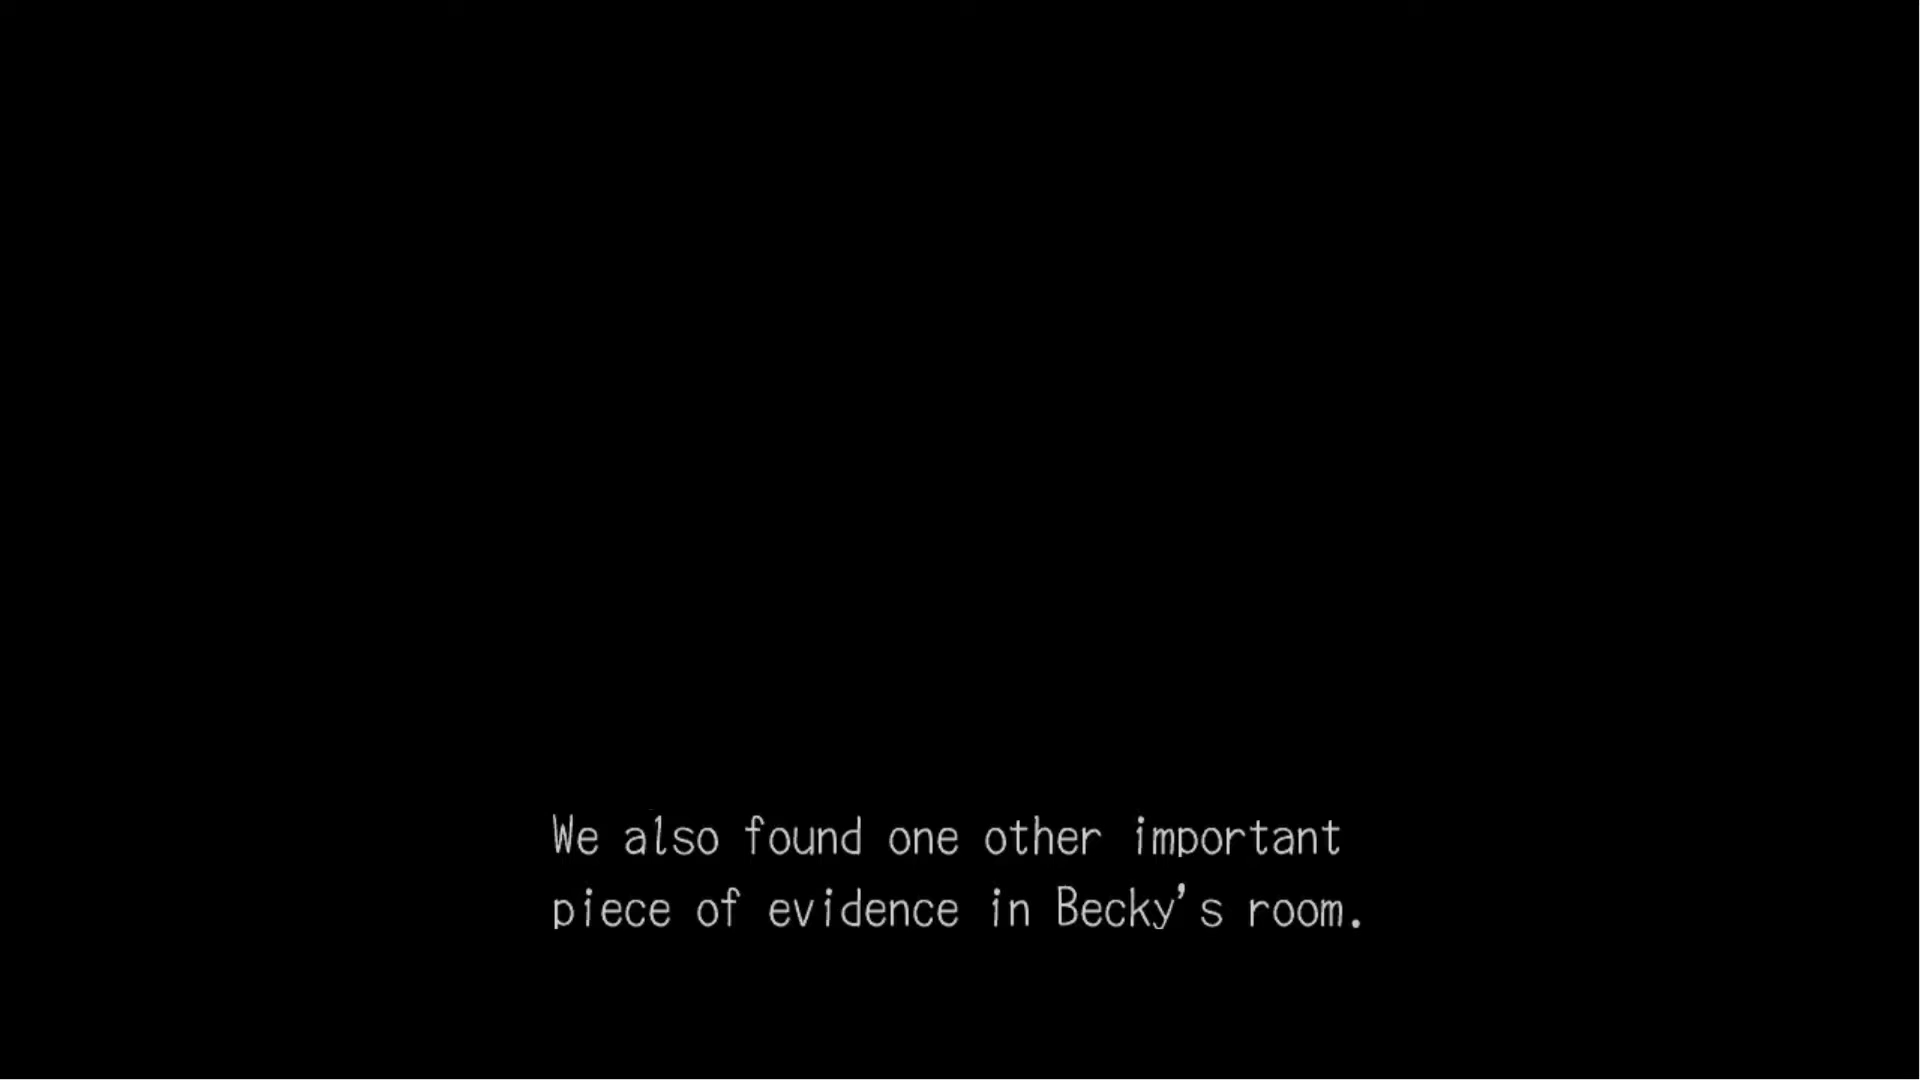 We also found one other important
piece of evidence in Becky's room.